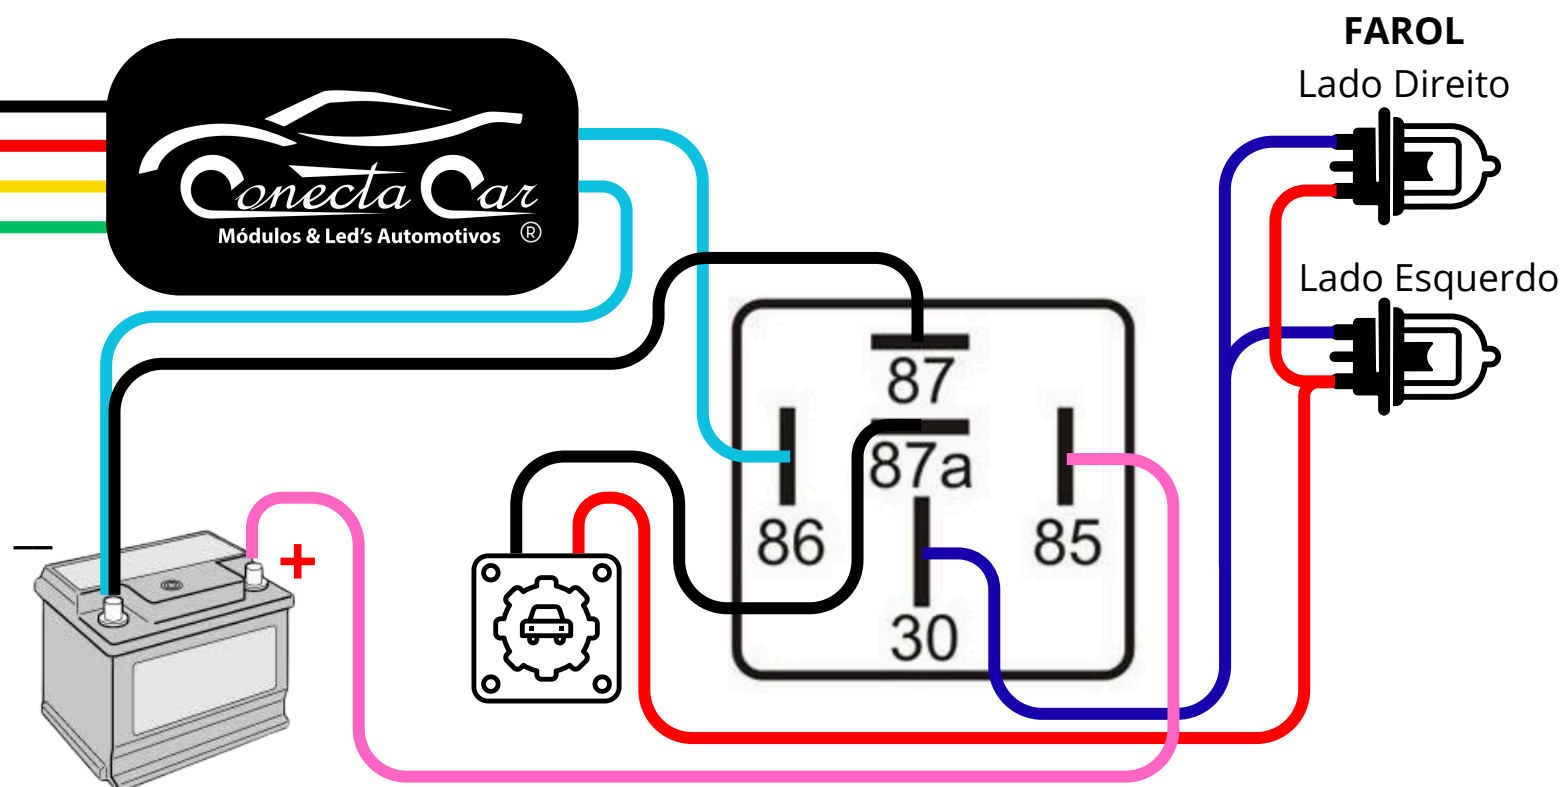 FAROL
Lado Direito
Conecta Car
Módulos & Led's Automotivos ®
Lado Esquerdo
87
87a
86
85
30
—
+